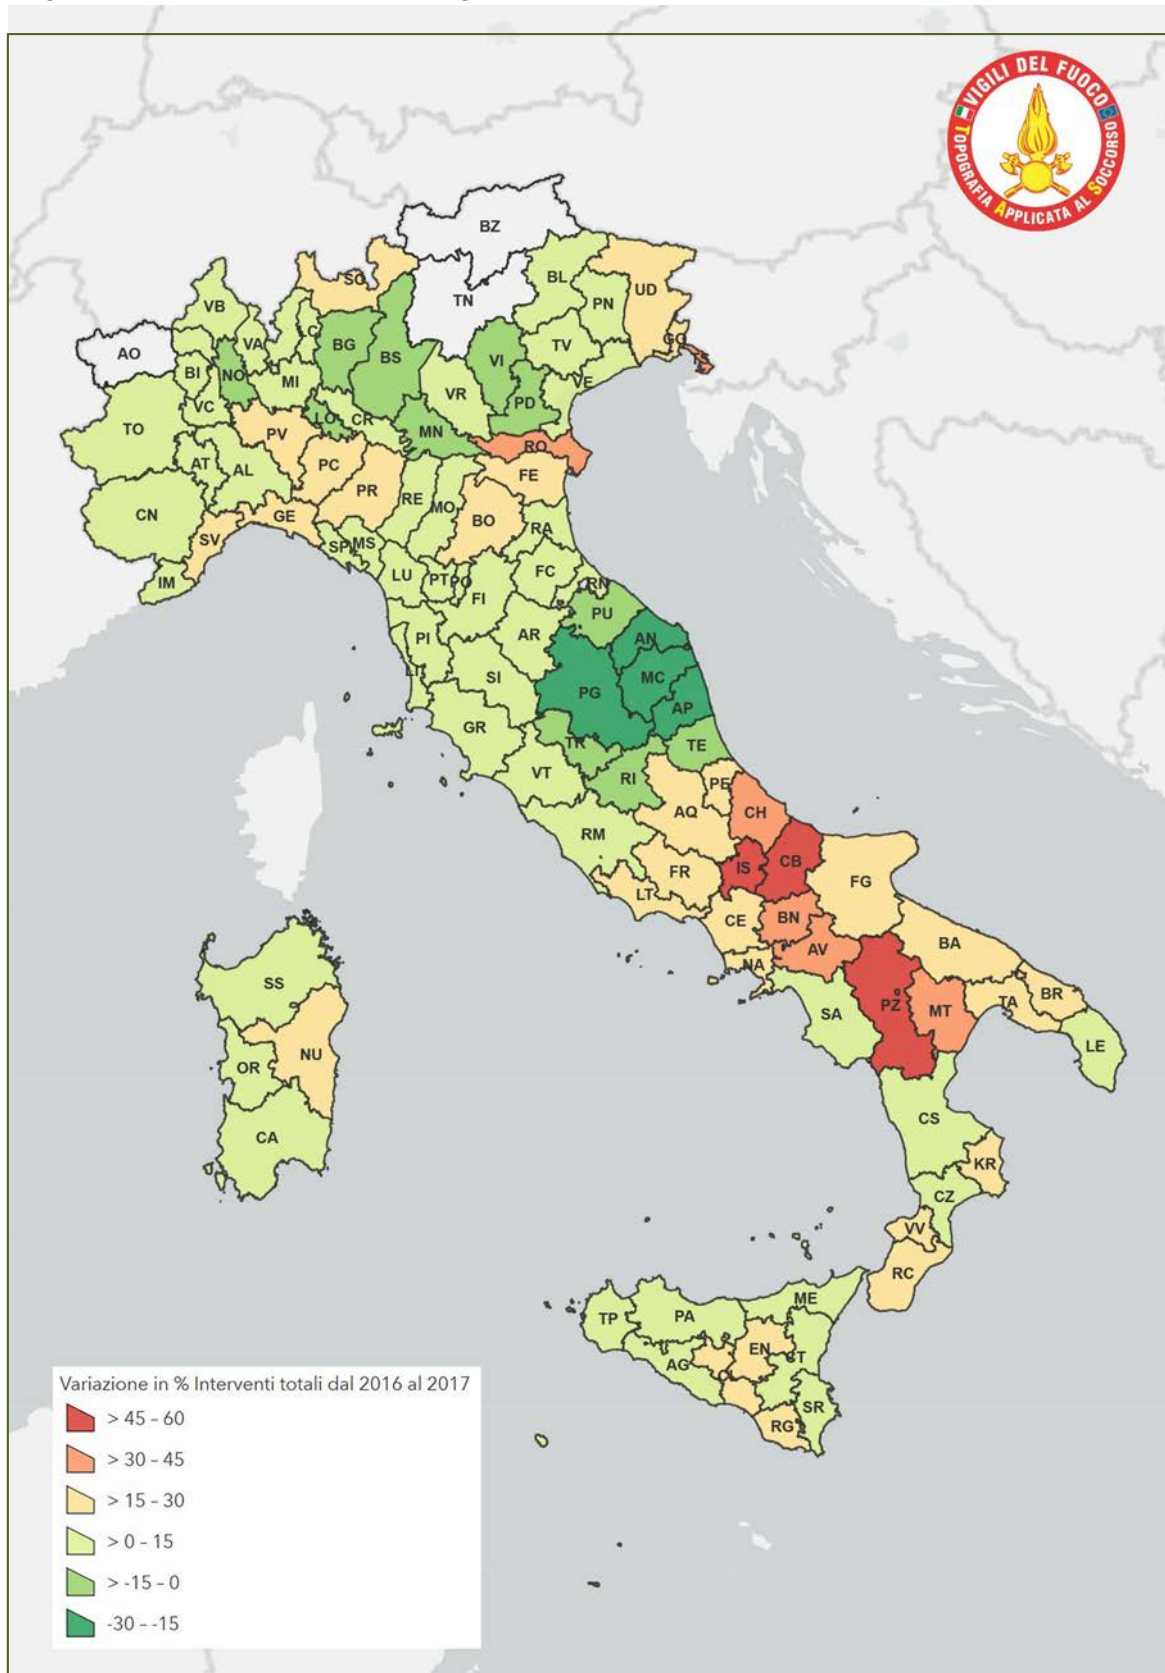 VIGILI DEL FUOCO
TOPOGRAFIA APPLICATA AL SOCCORSO
BZ
SO
BL
UD
PN
VB
TN
LC
VA
BG
GO
TS
AO
BS
VI
TV
BI
NO
MI
VE
VR
PD
VC
LO
CR
TO
PV
MN
RO
AT
AL
PC
FE
PR
RE
MO
CN
GE
BO
SV
RA
SP
MS
IM
LU
PT
PO
FC
RN
FI
PU
PI
AR
AN
LI
SI
MC
PG
AP
GR
TR
TE
VT
RI
PE
AQ
CH
RM
IS
CB
FR
FG
LT
CE
BN
BA
AV
NA
SS
BR
TA
PZ
MT
SA
LE
NU
OR
CS
CA
KR
CZ
VV
RC
ME
TP
PA
EN
CT
AG
CL
SR
RG
Variazione in % Interventi totali dal 2016 al 2017
> 45 - 60
> 30 - 45
> 15 - 30
> 0 - 15
> -15 - 0
-30 - -15